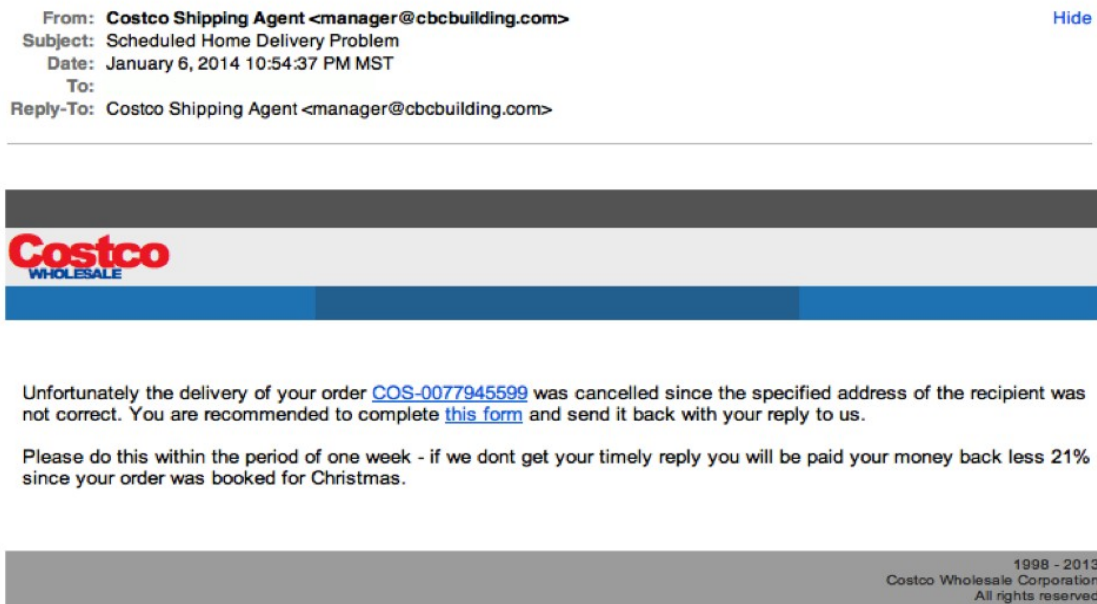 From: Costco Shipping Agent <manager@cbcbuilding.com> Hide
Subject: Scheduled Home Delivery Problem
Date: January 6, 2014 10:54:37 PM MST
To:
Reply-To: Costco Shipping Agent <manager@cbcbuilding.com>
Costco
WHOLESALE
Unfortunately the delivery of your order COS-0077945599 was cancelled since the specified address of the recipient was
not correct. You are recommended to complete this form and send it back with your reply to us.
Please do this within the period of one week - if we dont get your timely reply you will be paid your money back less 21%
since your order was booked for Christmas.
1998 - 2013
Costco Wholesale Corporation
All rights reserved